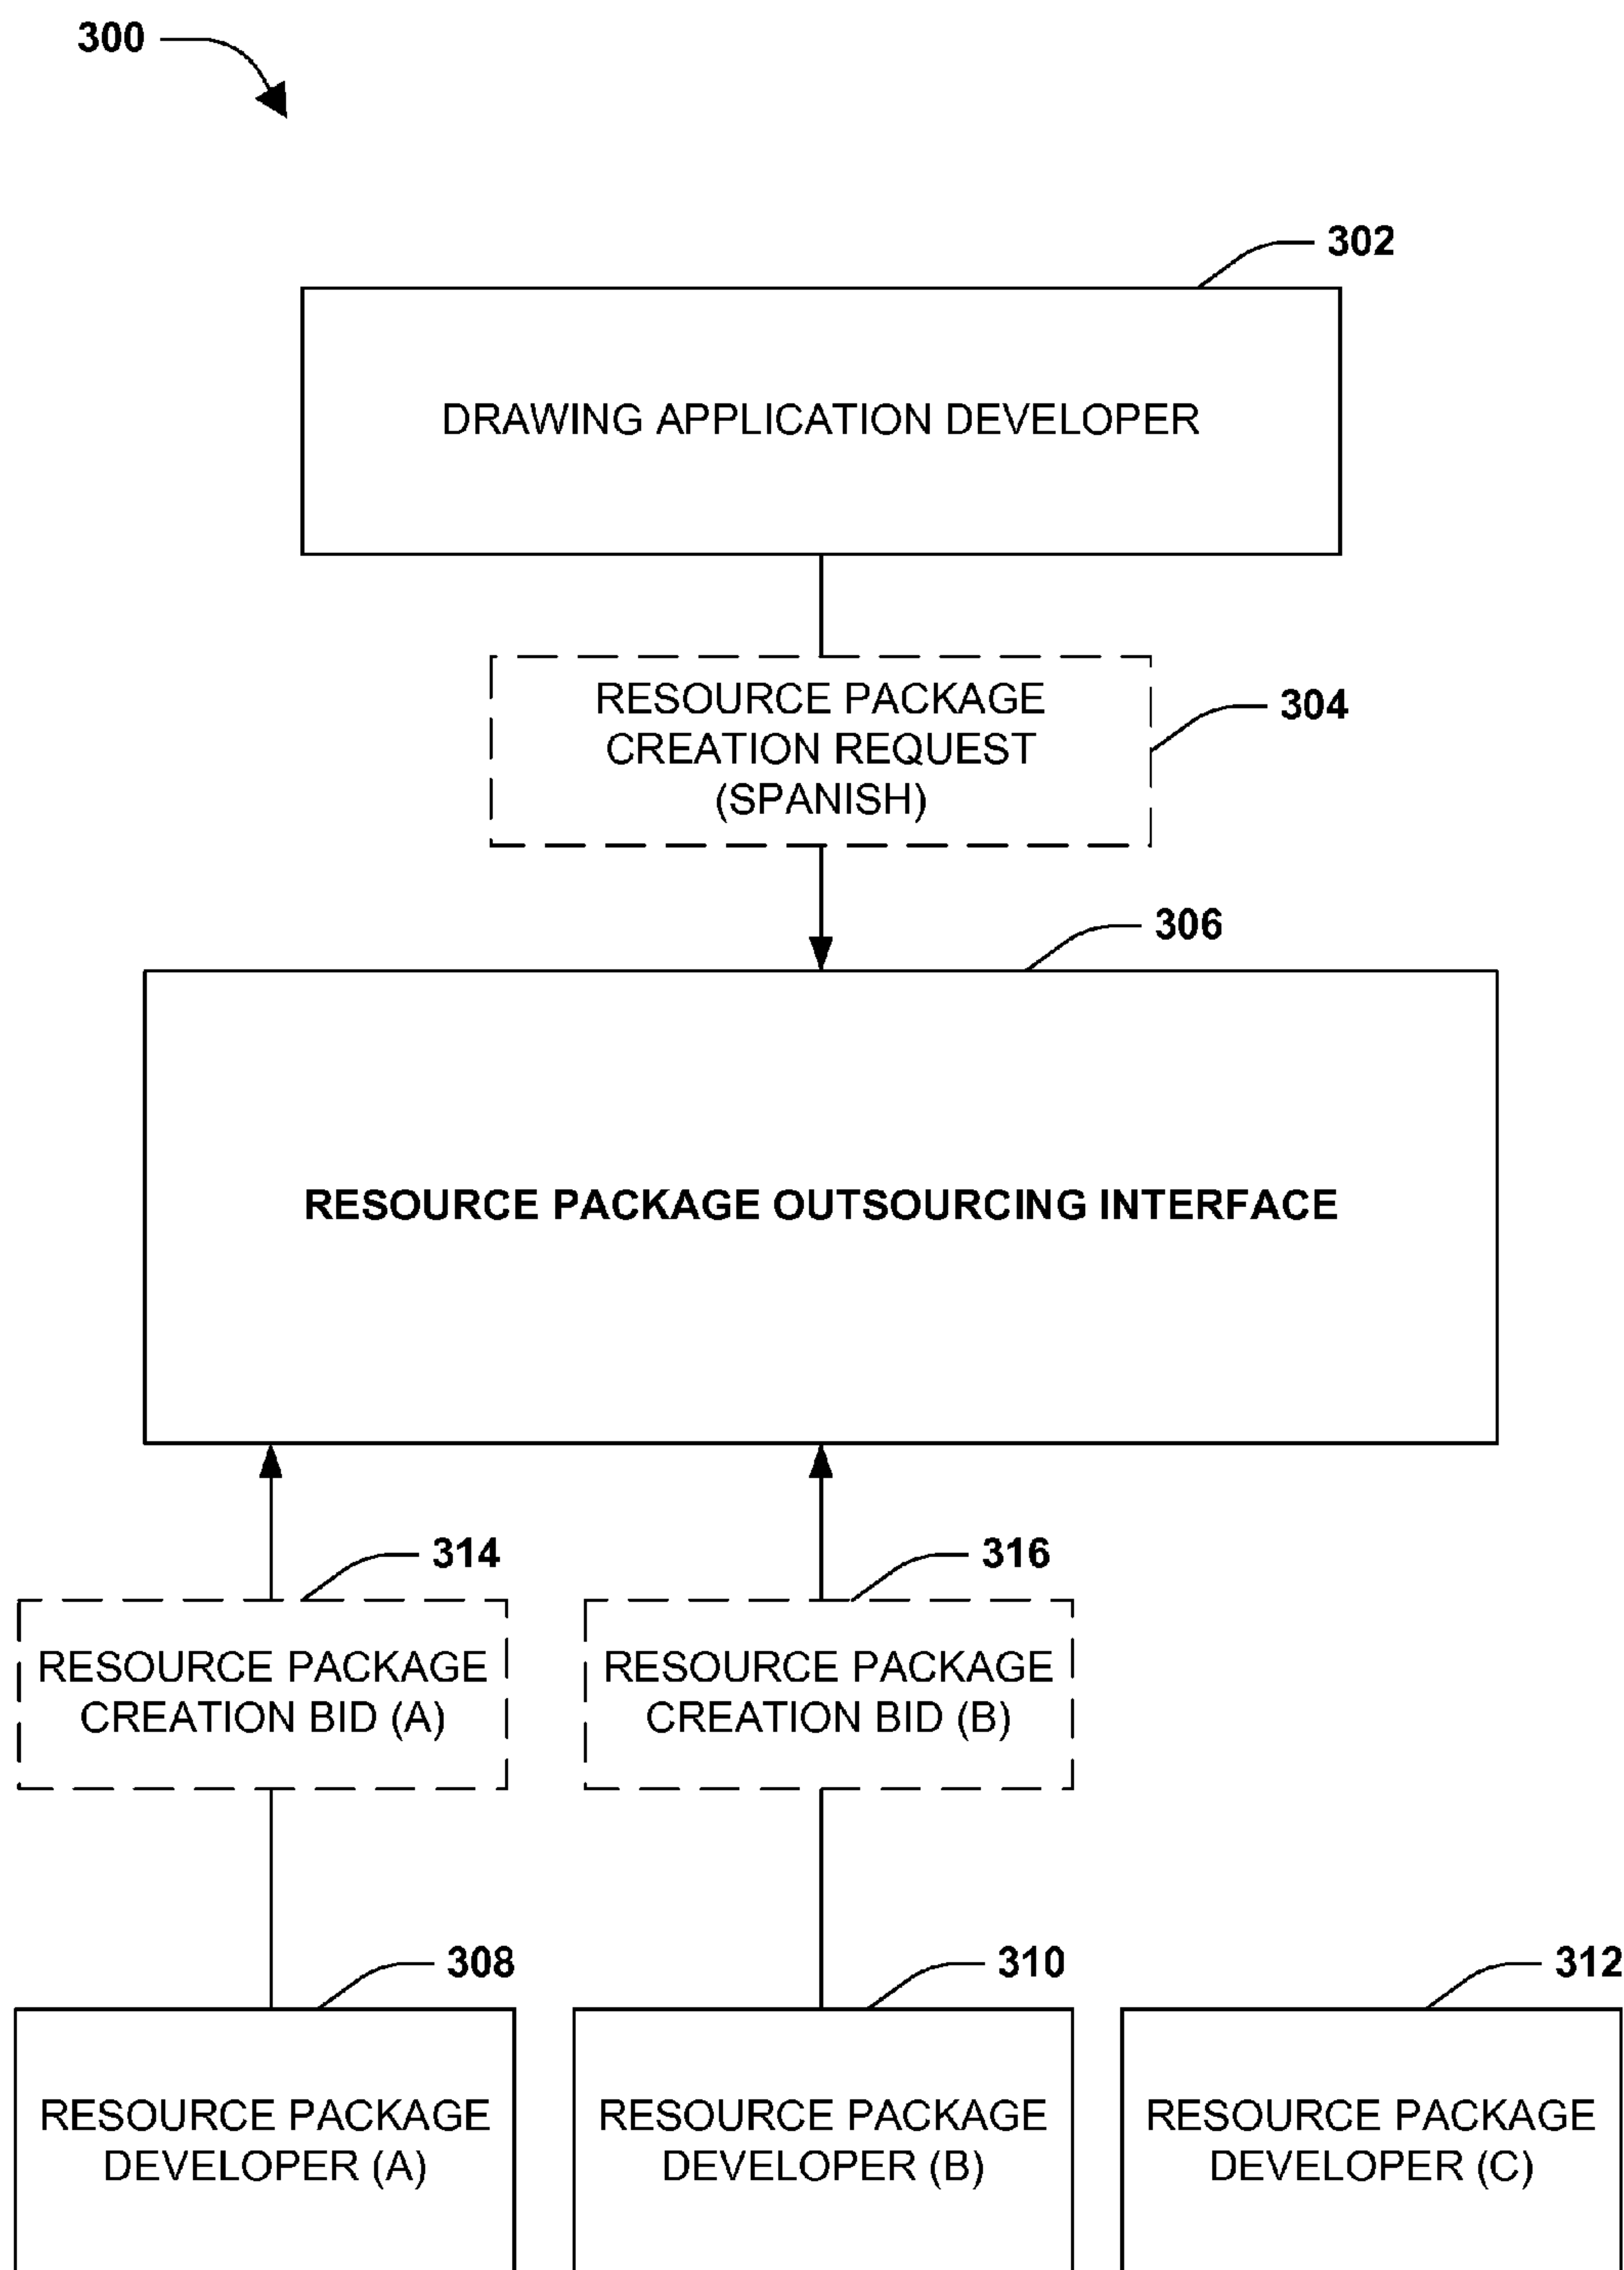 300
302
DRAWING APPLICATION DEVELOPER
RESOURCE PACKAGE
CREATION REQUEST
(SPANISH)
304
306
RESOURCE PACKAGE OUTSOURCING INTERFACE
314
316
RESOURCE PACKAGE
CREATION BID (A)
RESOURCE PACKAGE
CREATION BID (B)
308
310
312
RESOURCE PACKAGE
DEVELOPER (A)
RESOURCE PACKAGE
DEVELOPER (B)
RESOURCE PACKAGE
DEVELOPER (C)